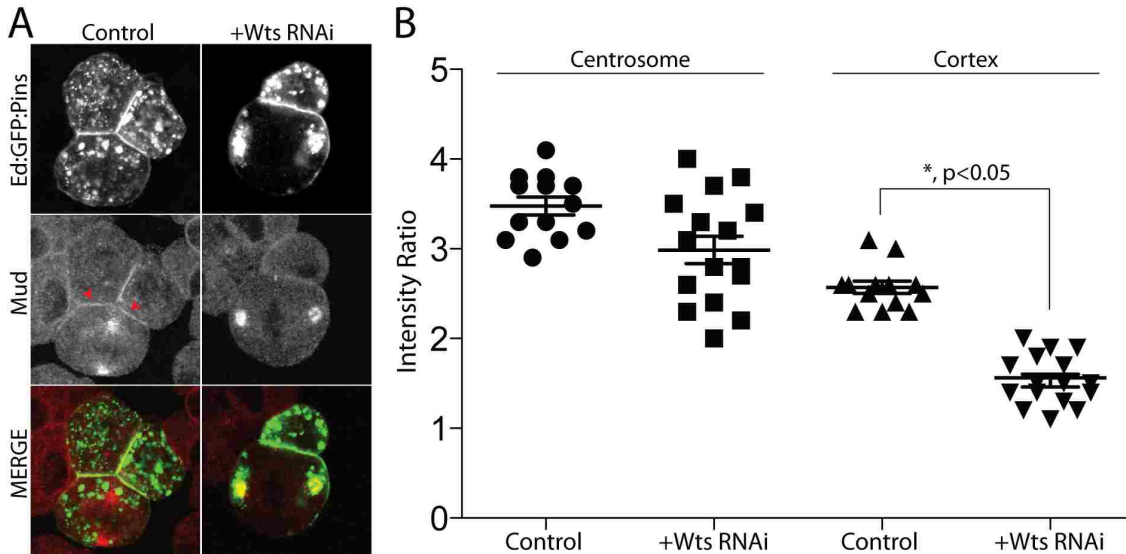 A
Control
+Wts RNAi
Ed:GFP:Pins
Mud
MERGE
B
Centrosome
Cortex
Intensity Ratio
5
4
3
2
1
0
*, p<0.05
Control
+Wts RNAi
Control
+Wts RNAi